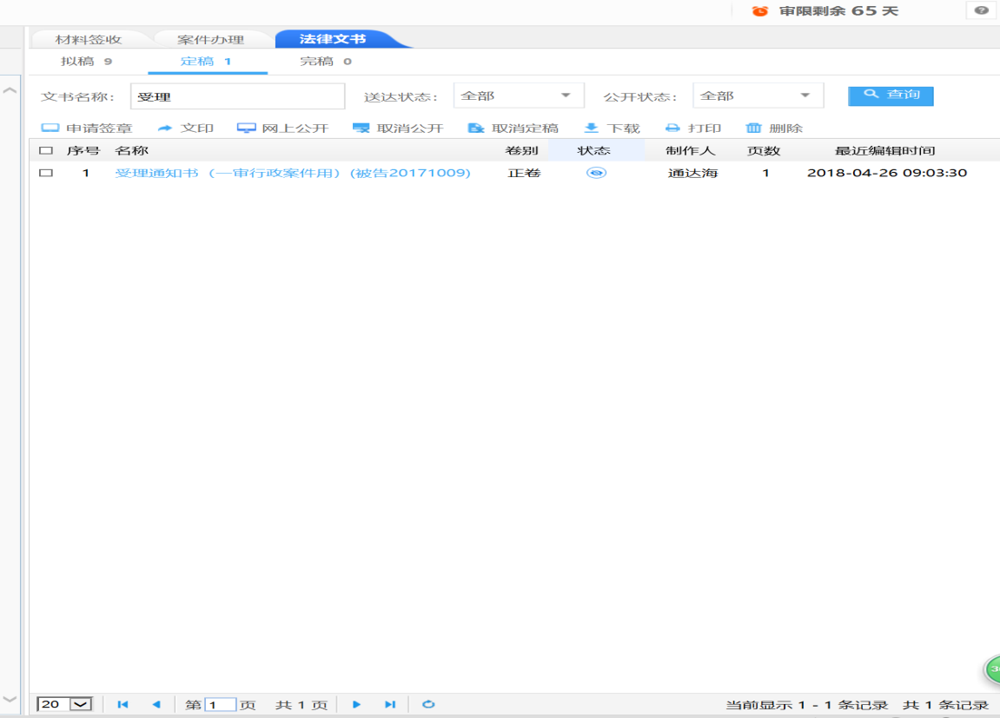 审限剩余 65 天
材料签收 案件办理 法律文书
拟稿 9 定稿 1 完稿 0
文书名称: 受理 送达状态: 全部 公开状态: 全部 查询
申请签章 文印 网上公开 取消公开 取消定稿 下载 打印 删除
序号 名称 卷别 状态 制作人 页数 最近编辑时间
1 受理通知书（一审行政案件用）(被告20171009) 正卷 通达海 1 2018-04-26 09:03:30
20 第 1 页 共 1 页 当前显示 1 - 1 条记录 共 1 条记录